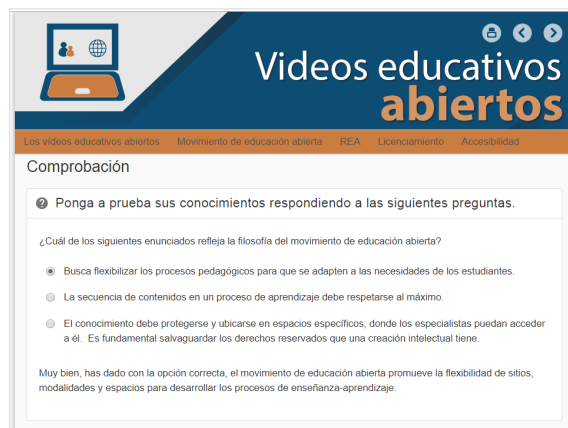 Videos educativos
abiertos
Los vídeos educativos abiertos Movimiento de educación abierta REA Licenciamiento Accesibilidad
Comprobación
Ponga a prueba sus conocimientos respondiendo a las siguientes preguntas.
¿Cuál de los siguientes enunciados refleja la filosofía del movimiento de educación abierta?
Busca flexibilizar los procesos pedagógicos para que se adapten a las necesidades de los estudiantes.
La secuencia de contenidos en un proceso de aprendizaje debe respetarse al máximo.
El conocimiento debe protegerse y ubicarse en espacios específicos, donde los especialistas puedan acceder
a él. Es fundamental salvaguardar los derechos reservados que una creación intelectual tiene.
Muy bien, has dado con la opción correcta, el movimiento de educación abierta promueve la flexibilidad de sitios,
modalidades y espacios para desarrollar los procesos de enseñanza-aprendizaje.